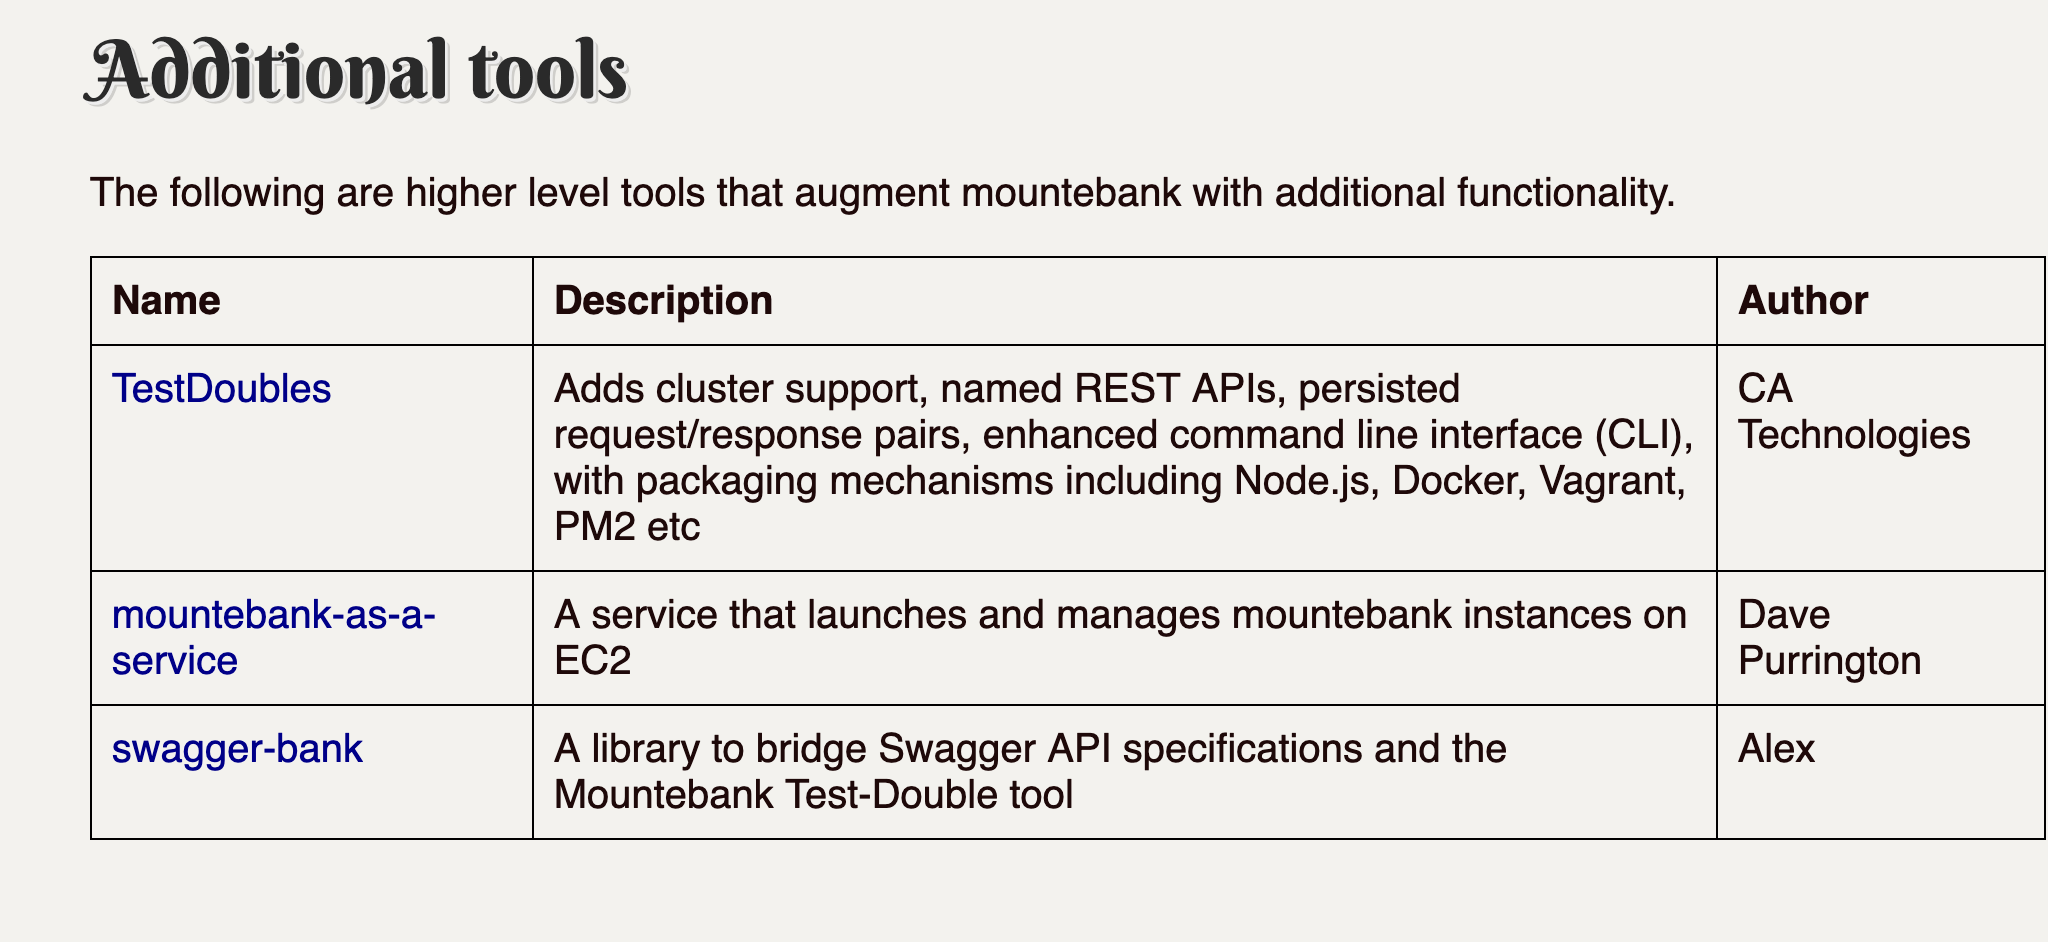 Additional tools
The following are higher level tools that augment mountebank with additional functionality.
Name Description Author
TestDoubles
Adds cluster support, named REST APIs, persisted
request/response pairs, enhanced command line interface (CLI),
with packaging mechanisms including Node.js, Docker, Vagrant,
PM2 etc
CA
Technologies
mountebank-as-a-
service
A service that launches and manages mountebank instances on
EC2
Dave
Purrington
swagger-bank
A library to bridge Swagger API specifications and the
Mountebank Test-Double tool
Alex